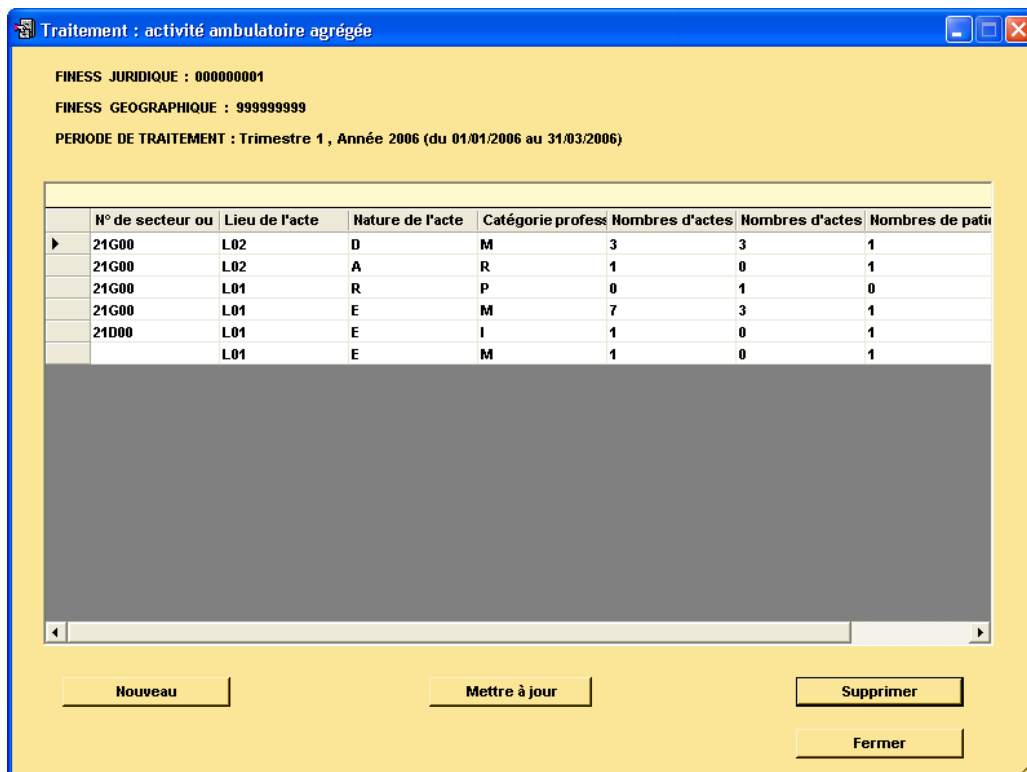 Traitement : activité ambulatoire agrégée
FINESS JURIDIQUE : 000000001
FINESS GEOGRAPHIQUE : 999999999
PERIODE DE TRAITEMENT : Trimestre 1 , Année 2006 (du 01/01/2006 au 31/03/2006)
N° de secteur ou Lieu de l'acte Nature de l'acte Catégorie profess Nombres d'actes Nombres d'actes Nombres de patie
21G00 L02 D M 3 3 1
21G00 L02 A R 1 0 1
21G00 L01 R P 0 1 0
21G00 L01 E M 7 3 1
21D00 L01 E I 1 0 1
L01 E M 1 0 1
Nouveau Mettre à jour Supprimer
Fermer